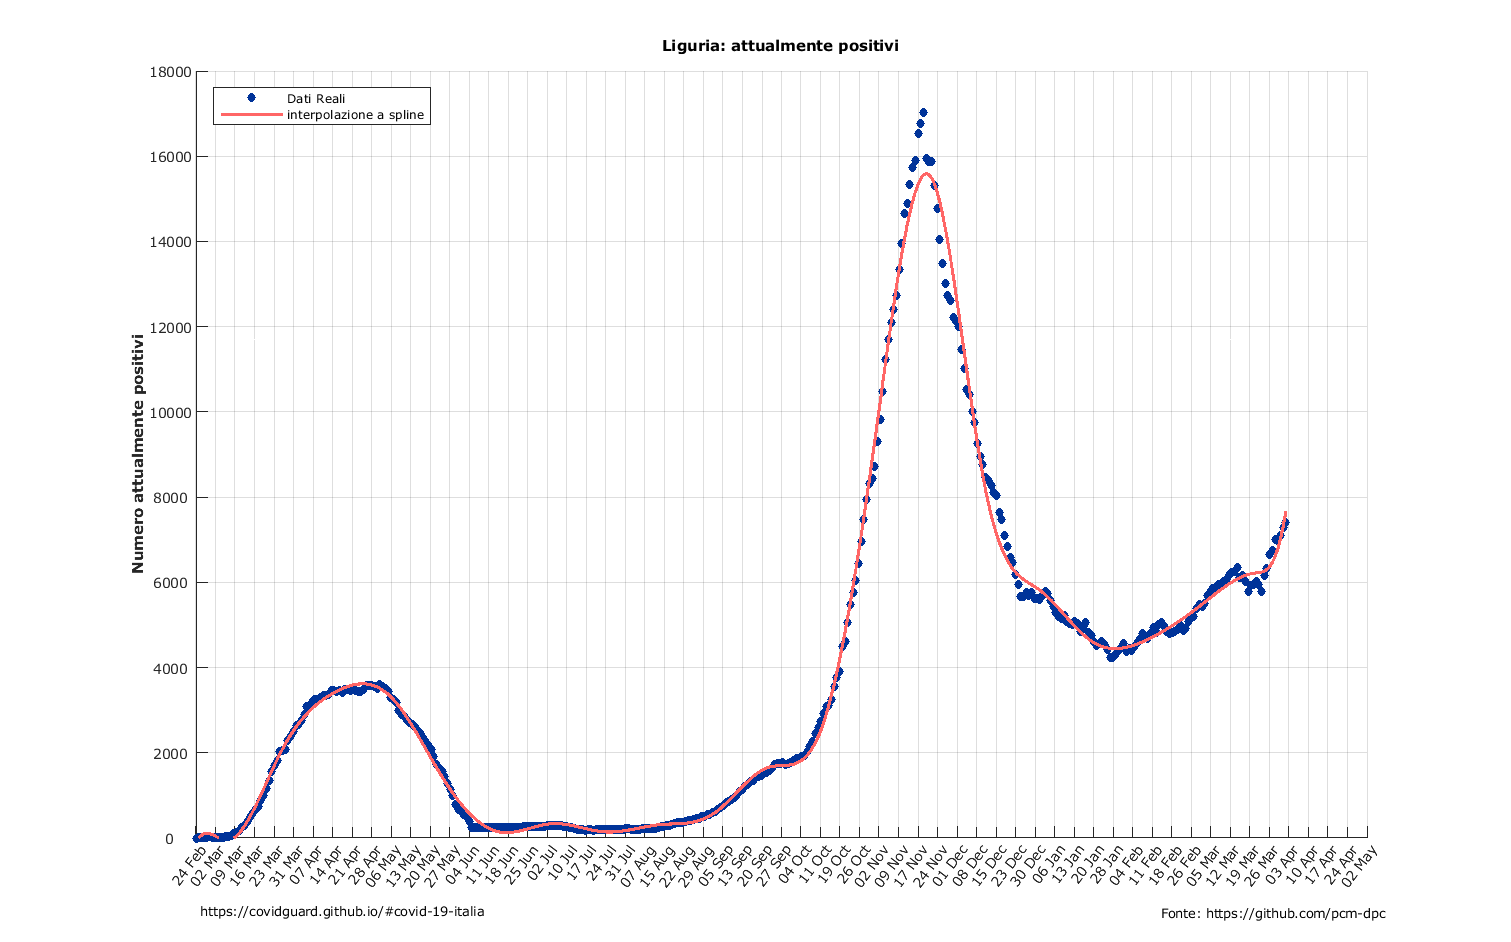 Liguria: attualmente positivi
Dati Reali
interpolazione a spline
Numero attualmente positivi
18000
16000
14000
12000
10000
8000
6000
4000
2000
0
24 Feb
02 Mar
09 Mar
16 Mar
23 Mar
31 Mar
07 Apr
14 Apr
21 Apr
28 Apr
06 May
13 May
20 May
27 May
04 Jun
11 Jun
18 Jun
25 Jun
02 Jul
10 Jul
17 Jul
24 Jul
31 Jul
07 Aug
15 Aug
22 Aug
29 Aug
05 Sep
13 Sep
20 Sep
27 Sep
04 Oct
11 Oct
19 Oct
26 Oct
02 Nov
09 Nov
17 Nov
24 Nov
01 Dec
08 Dec
15 Dec
23 Dec
30 Dec
06 Jan
13 Jan
20 Jan
28 Jan
04 Feb
11 Feb
18 Feb
26 Feb
05 Mar
12 Mar
19 Mar
26 Mar
03 Apr
10 Apr
17 Apr
24 Apr
02 May
https://covidguard.github.io/#covid-19-italia
Fonte: https://github.com/pcm-dpc